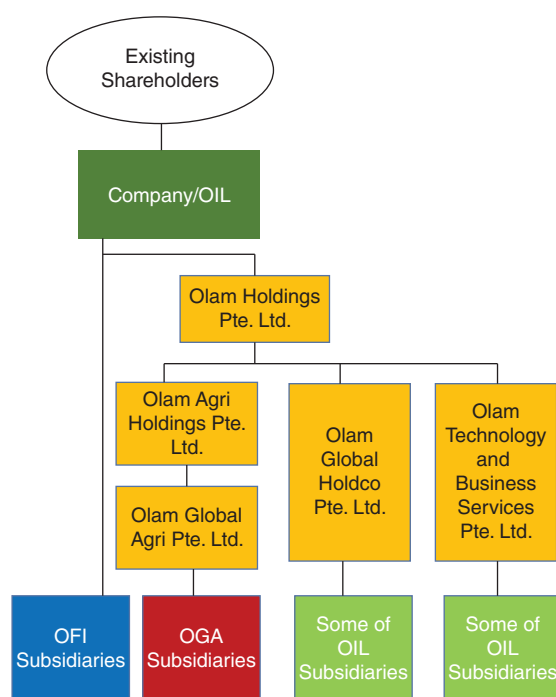 Existing
Shareholders
Company/OIL
Olam Holdings
Pte. Ltd.
Olam Agri
Holdings Pte.
Ltd.
Olam Global
Agri Pte. Ltd.
Olam
Global
Holdco
Pte. Ltd.
Olam
Technology
and
Business
Services
Pte. Ltd.
OFI
Subsidiaries
OGA
Subsidiaries
Some of
OIL
Subsidiaries
Some of
OIL
Subsidiaries